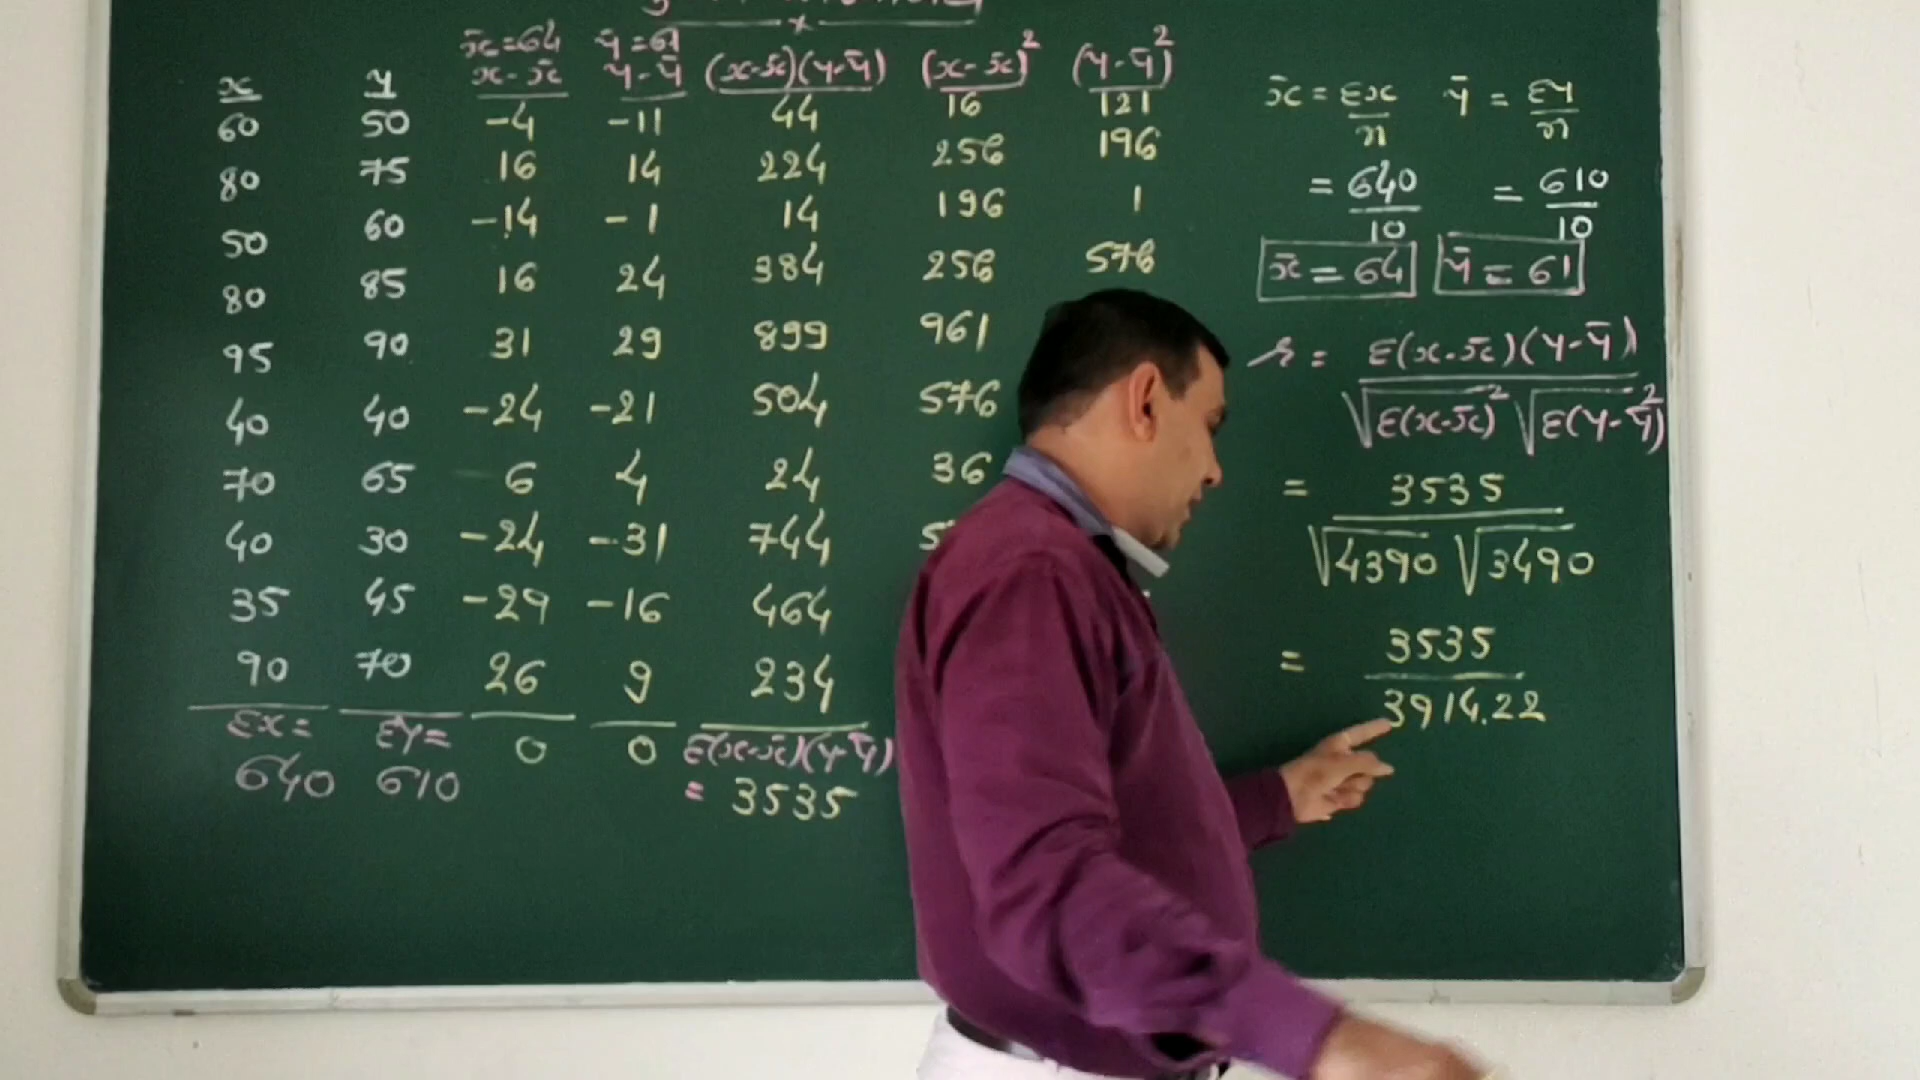 x̄=64 ȳ=61
x y x-x̄ y-ȳ (x-x̄)(y-ȳ) (x-x̄)² (y-ȳ)²
60 50 -4 -11 44 16 121
80 75 16 14 224 256 196
50 60 -14 -1 14 196 1
80 85 16 24 384 256 576
95 90 31 29 899 961
40 40 -24 -21 504 576
70 65 6 4 24 36
40 30 -24 -31 744
35 45 -29 -16 464
90 70 26 9 234
Σx= Σy= 0 0 Σ(x-x̄)(y-ȳ)
640 610 = 3535
x̄ = Σx/n ȳ = Σy/n
= 640/10 = 610/10
x̄ = 64 ȳ = 61
r = Σ(x-x̄)(y-ȳ) / √Σ(x-x̄)² √Σ(y-ȳ)²
= 3535 / √4390 √3490
= 3535 / 3914.22